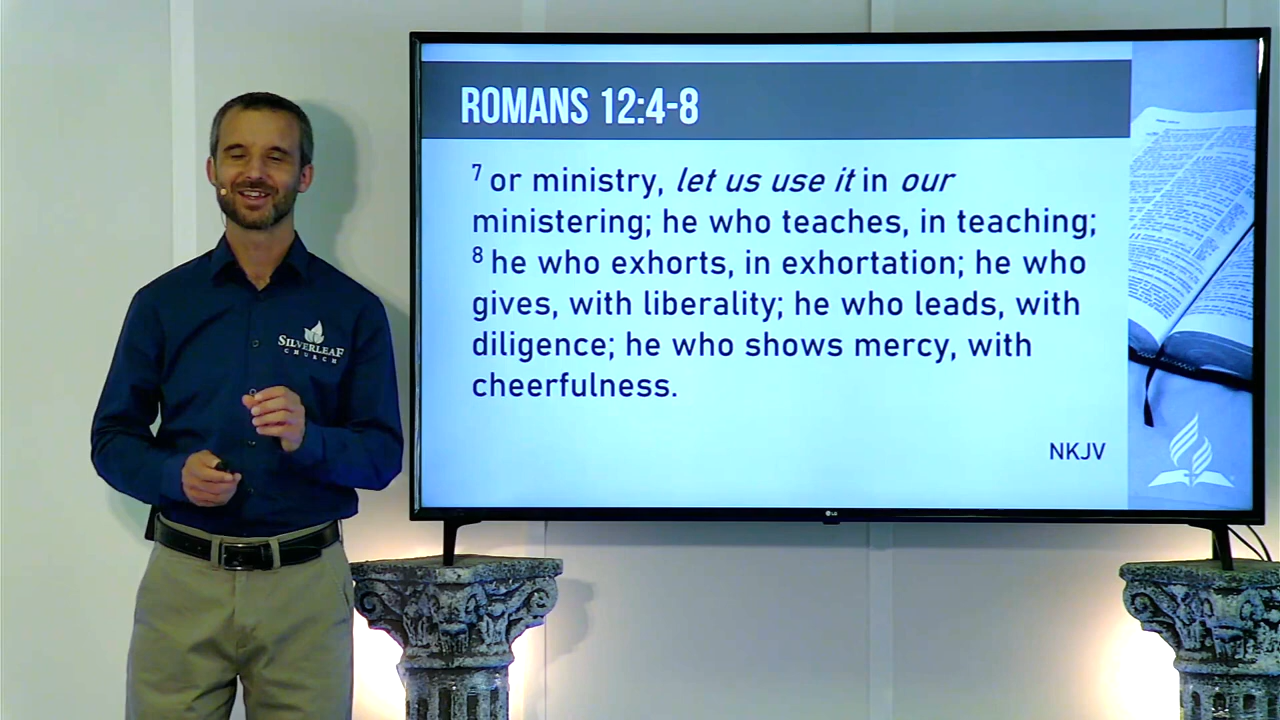 ROMANS 12:4-8
⁷ or ministry, let us use it in our
ministering; he who teaches, in teaching;
⁸ he who exhorts, in exhortation; he who
gives, with liberality; he who leads, with
diligence; he who shows mercy, with
cheerfulness.
NKJV
SILVERLEAF
CHURCH
LG